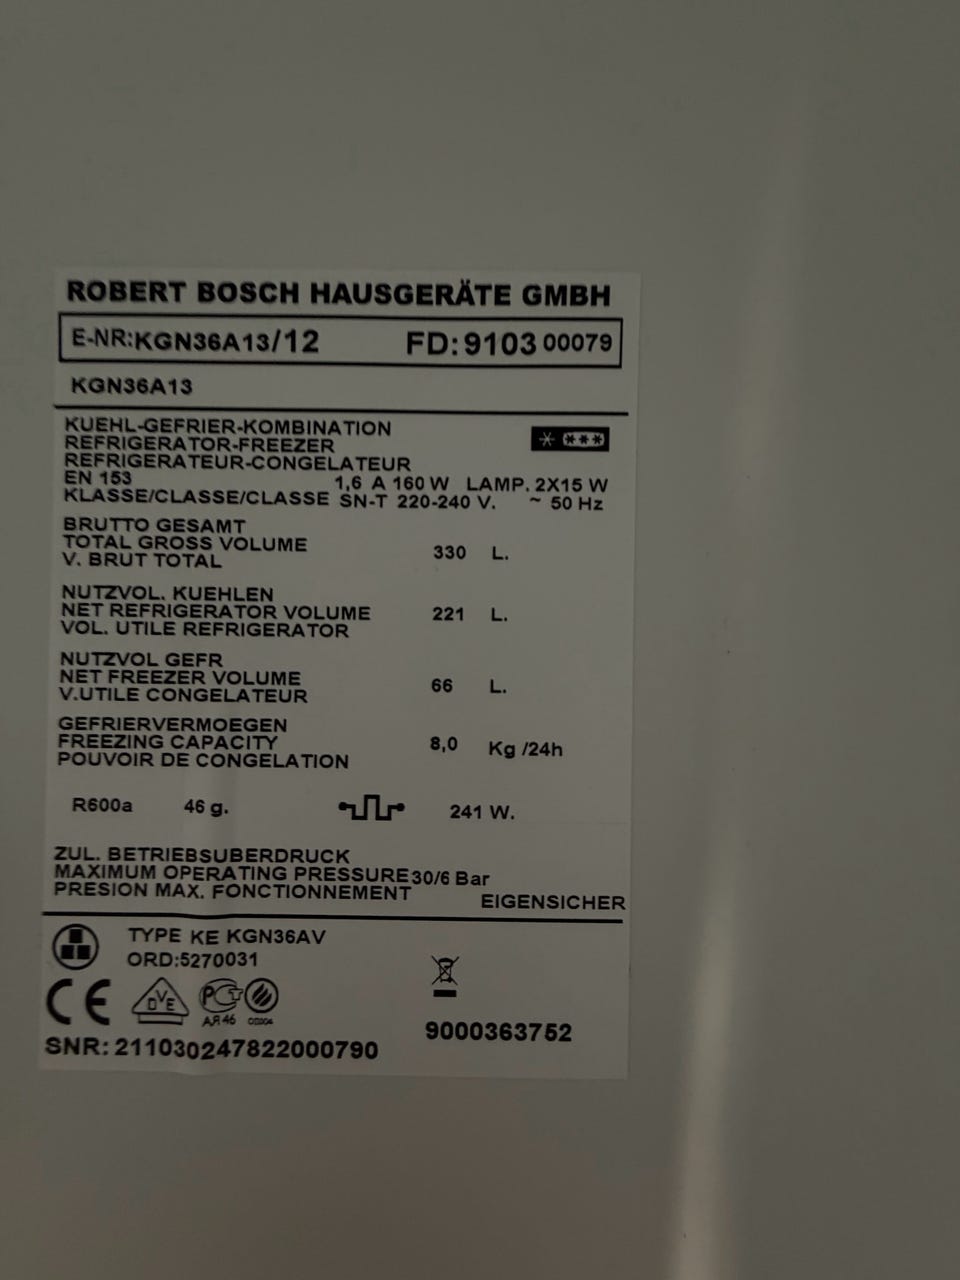 ROBERT BOSCH HAUSGERÄTE GMBH
E-NR:KGN36A13/12 FD:9103 00079
KGN36A13
KUEHL-GEFRIER-KOMBINATION
REFRIGERATOR-FREEZER
REFRIGERATEUR-CONGELATEUR
EN 153 1,6 A 160 W LAMP. 2X15 W
KLASSE/CLASSE/CLASSE SN-T 220-240 V. ~ 50 Hz
BRUTTO GESAMT
TOTAL GROSS VOLUME 330 L.
V. BRUT TOTAL
NUTZVOL. KUEHLEN
NET REFRIGERATOR VOLUME 221 L.
VOL. UTILE REFRIGERATOR
NUTZVOL GEFR
NET FREEZER VOLUME 66 L.
V.UTILE CONGELATEUR
GEFRIERVERMOEGEN
FREEZING CAPACITY 8,0 Kg /24h
POUVOIR DE CONGELATION
R600a 46 g. 241 W.
ZUL. BETRIEBSUBERDRUCK
MAXIMUM OPERATING PRESSURE 30/6 Bar
PRESION MAX. FONCTIONNEMENT
EIGENSICHER
TYPE KE KGN36AV
ORD:5270031
CE DVE PCT
АЯ46
9000363752
SNR: 211030247822000790